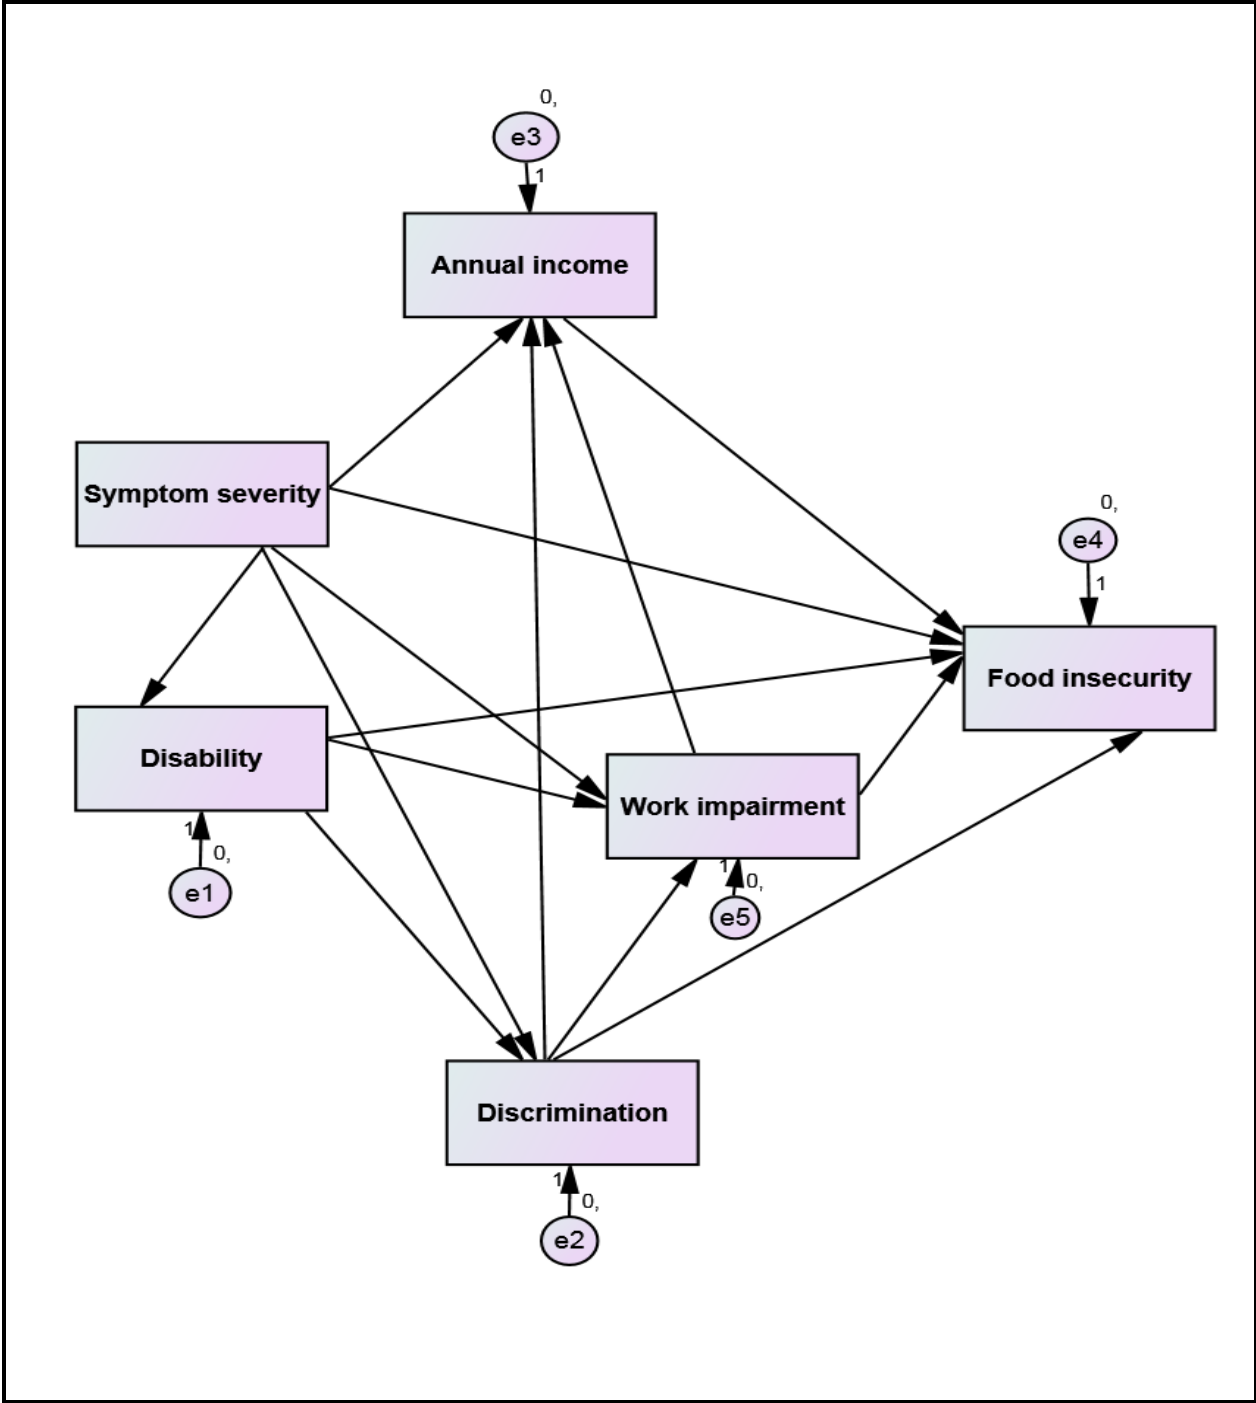 0,
e3
1
Annual income
Symptom severity
0,
e4
1
Food insecurity
Disability
1
0,
e1
Work impairment
1
0,
e5
Discrimination
1
0,
e2